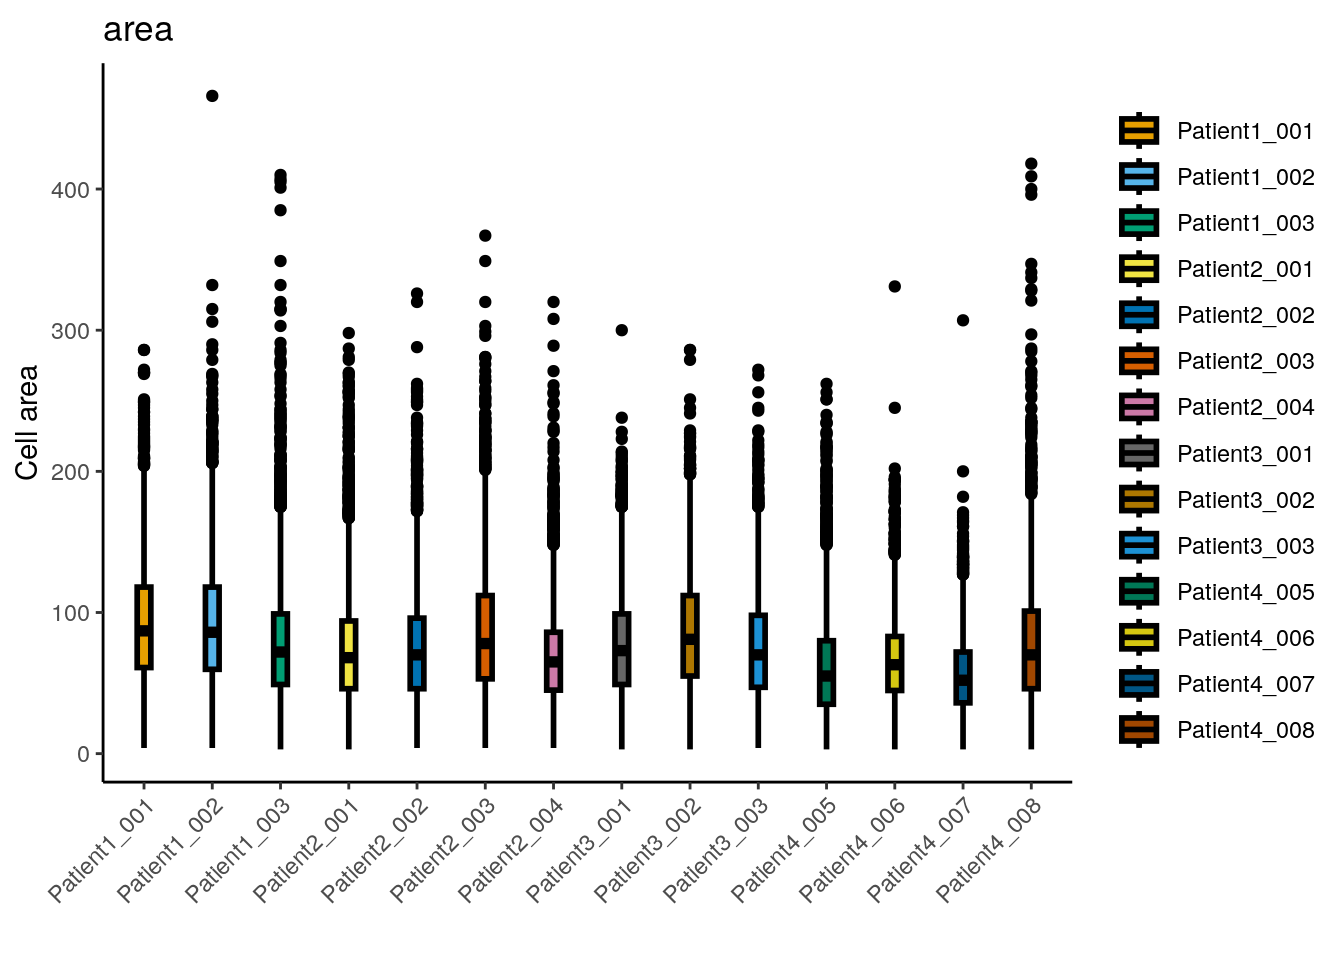 area
Cell area
400
300
200
100
0
Patient1_001
Patient1_002
Patient1_003
Patient2_001
Patient2_002
Patient2_003
Patient2_004
Patient3_001
Patient3_002
Patient3_003
Patient4_005
Patient4_006
Patient4_007
Patient4_008
Patient1_001
Patient1_002
Patient1_003
Patient2_001
Patient2_002
Patient2_003
Patient2_004
Patient3_001
Patient3_002
Patient3_003
Patient4_005
Patient4_006
Patient4_007
Patient4_008